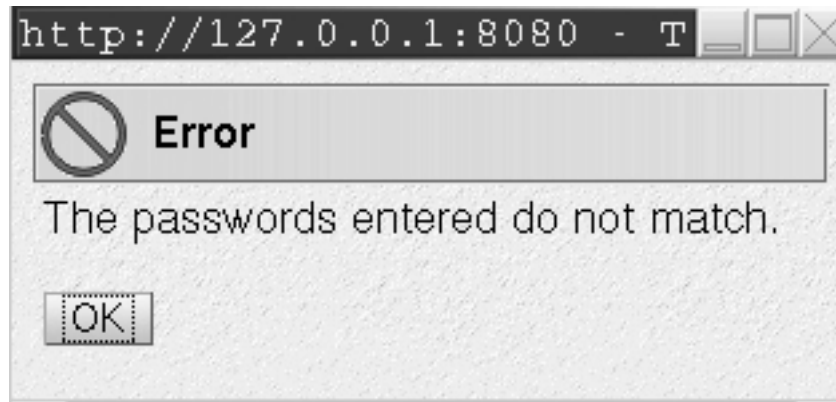 http://127.0.0.1:8080 - T
Error
The passwords entered do not match.
OK